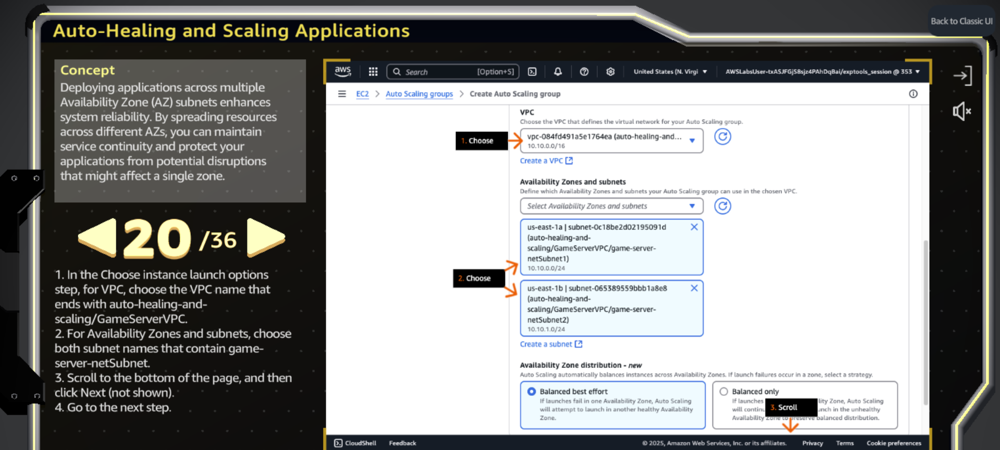 Back to Classic UI
Auto-Healing and Scaling Applications
Concept
Deploying applications across multiple
Availability Zone (AZ) subnets enhances
system reliability. By spreading resources
across different AZs, you can maintain
service continuity and protect your
applications from potential disruptions
that might affect a single zone.
20 /36
1. In the Choose instance launch options
step, for VPC, choose the VPC name that
ends with auto-healing-and-
scaling/GameServerVPC.
2. For Availability Zones and subnets, choose
both subnet names that contain game-
server-netSubnet.
3. Scroll to the bottom of the page, and then
click Next (not shown).
4. Go to the next step.
aws Search [Option+S] United States (N. Virgi AWSLabsUser-txASJFGjS8sjz4PAhDqBai/exptools_session @ 353
EC2 > Auto Scaling groups > Create Auto Scaling group
VPC
Choose the VPC that defines the virtual network for your Auto Scaling group.
1. Choose
vpc-084fd491a5e1764ea (auto-healing-and...
10.10.0.0/16
Create a VPC
Availability Zones and subnets
Define which Availability Zones and subnets your Auto Scaling group can use in the chosen VPC.
Select Availability Zones and subnets
us-east-1a | subnet-0c18be2d02195091d
(auto-healing-and-
scaling/GameServerVPC/game-server-
netSubnet1)
10.10.0.0/24
2. Choose
us-east-1b | subnet-065389559bbb1a8e8
(auto-healing-and-
scaling/GameServerVPC/game-server-
netSubnet2)
10.10.1.0/24
Create a subnet
Availability Zone distribution - new
Auto Scaling automatically balances instances across Availability Zones. If launch failures occur in a zone, select a strategy.
Balanced best effort
If launches fail in one Availability Zone, Auto Scaling
will attempt to launch in another healthy Availability
Zone.
Balanced only
If launches lity Zone, Auto Scaling
will continu unch in the unhealthy
Availability Zone to preserve balanced distribution.
3. Scroll
CloudShell Feedback © 2025, Amazon Web Services, Inc. or its affiliates. Privacy Terms Cookie preferences